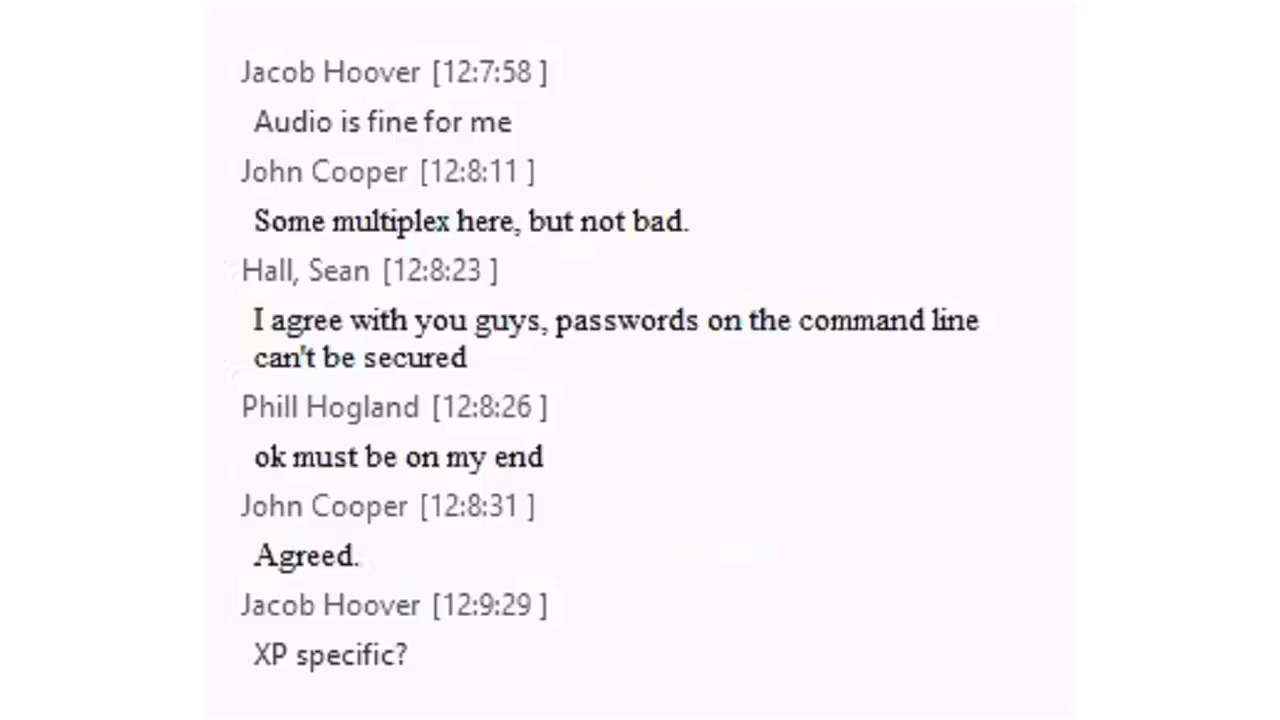 Jacob Hoover [12:7:58 ]
Audio is fine for me
John Cooper [12:8:11 ]
Some multiplex here, but not bad.
Hall, Sean [12:8:23 ]
I agree with you guys, passwords on the command line
can't be secured
Phill Hogland [12:8:26 ]
ok must be on my end
John Cooper [12:8:31 ]
Agreed.
Jacob Hoover [12:9:29 ]
XP specific?